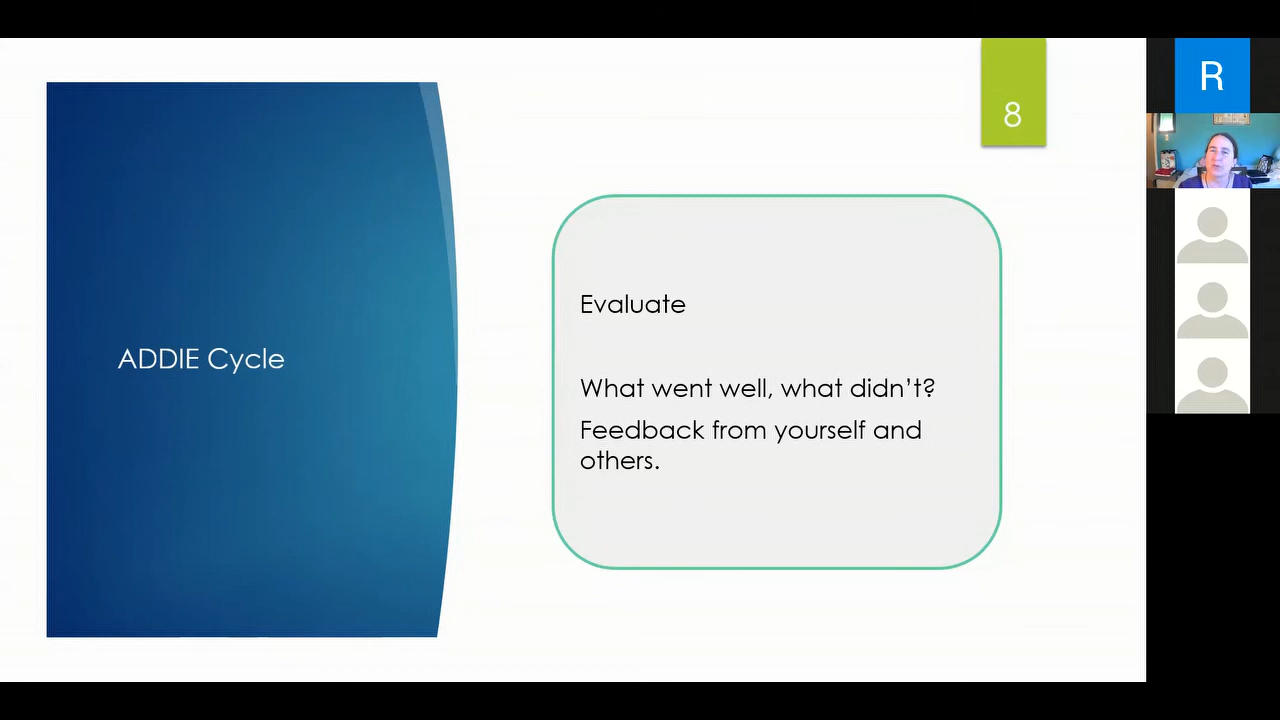 8
R
ADDIE Cycle
Evaluate
What went well, what didn’t?
Feedback from yourself and
others.